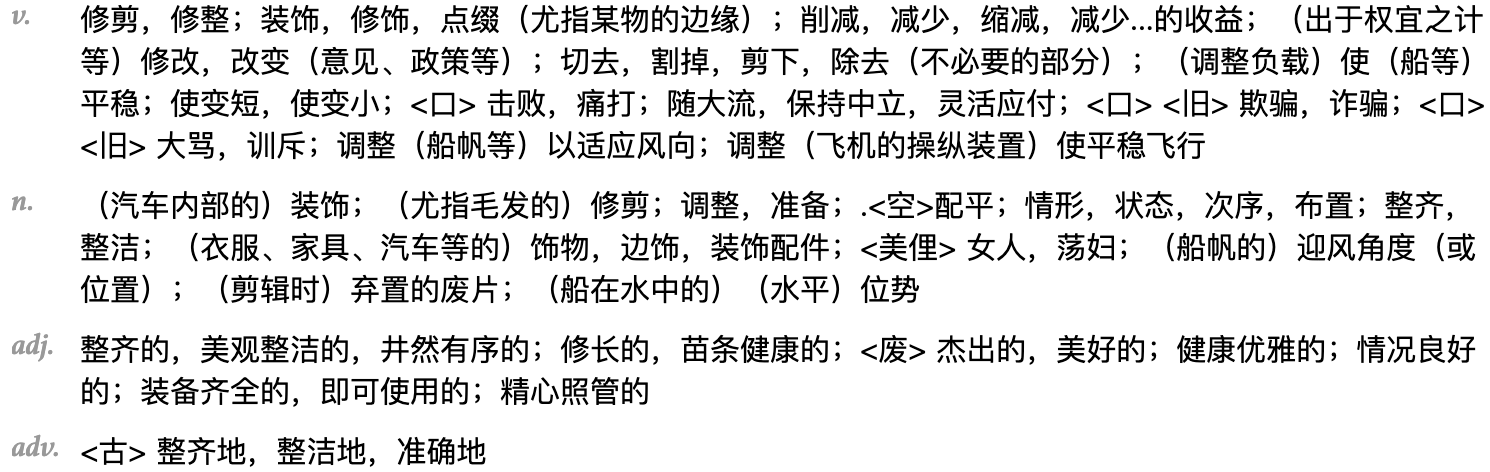 v. 修剪，修整；装饰，修饰，点缀（尤指某物的边缘）；削减，减少，缩减，减少...的收益；（出于权宜之计
等）修改，改变（意见、政策等）；切去，割掉，剪下，除去（不必要的部分）；（调整负载）使（船等）
平稳；使变短，使变小；<口> 击败，痛打；随大流，保持中立，灵活应付；<口> <旧> 欺骗，诈骗；<口>
<旧> 大骂，训斥；调整（船帆等）以适应风向；调整（飞机的操纵装置）使平稳飞行
n. （汽车内部的）装饰；（尤指毛发的）修剪；调整，准备；.<空>配平；情形，状态，次序，布置；整齐，
整洁；（衣服、家具、汽车等的）饰物，边饰，装饰配件；<美俚> 女人，荡妇；（船帆的）迎风角度（或
位置）；（剪辑时）弃置的废片；（船在水中的）（水平）位势
adj. 整齐的，美观整洁的，井然有序的；修长的，苗条健康的；<废> 杰出的，美好的；健康优雅的；情况良好
的；装备齐全的，即可使用的；精心照管的
adv. <古> 整齐地，整洁地，准确地